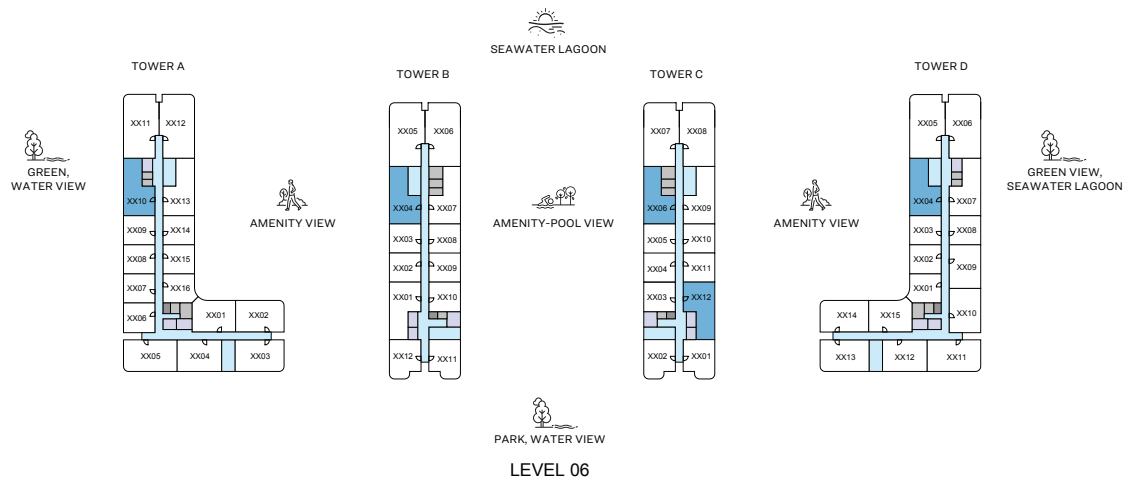 SEAWATER LAGOON
TOWER A
TOWER B
TOWER C
TOWER D
GREEN,
WATER VIEW
AMENITY VIEW
AMENITY-POOL VIEW
AMENITY VIEW
GREEN VIEW,
SEAWATER LAGOON
XX11 XX12
XX10 XX13
XX09 XX14
XX08 XX15
XX07 XX16
XX06 XX01 XX02
XX05 XX04 XX03
XX05 XX06
XX04 XX07
XX03 XX08
XX02 XX09
XX01 XX10
XX12 XX11
XX07 XX08
XX06 XX09
XX05 XX10
XX04 XX11
XX03 XX12
XX02 XX01
XX05 XX06
XX04 XX07
XX03 XX08
XX02 XX09
XX01
XX14 XX15 XX10
XX13 XX12 XX11
PARK, WATER VIEW
LEVEL 06